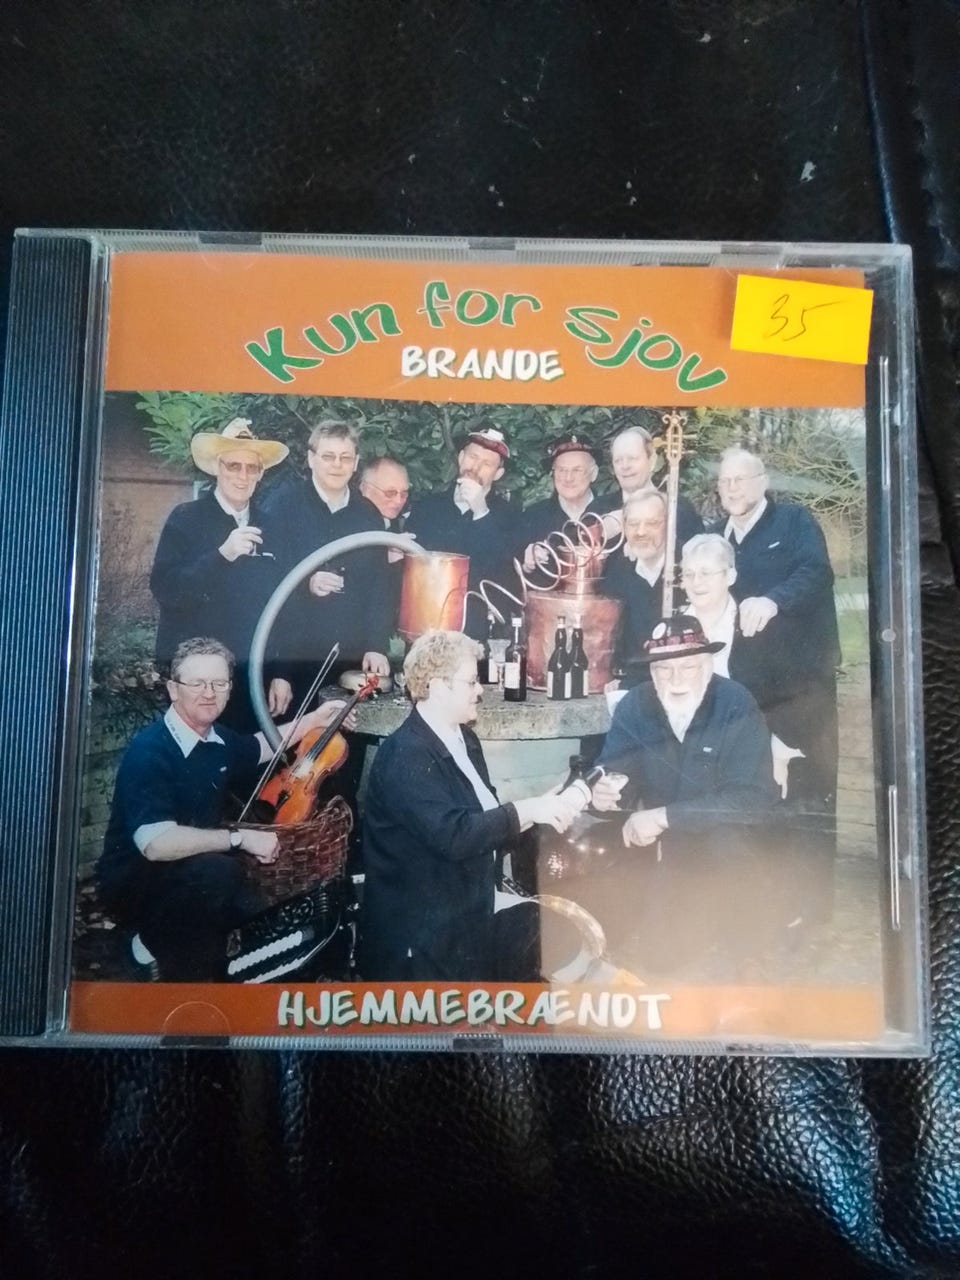 Kun for sjov
BRANDE
35
HJEMMEBRÆNDT